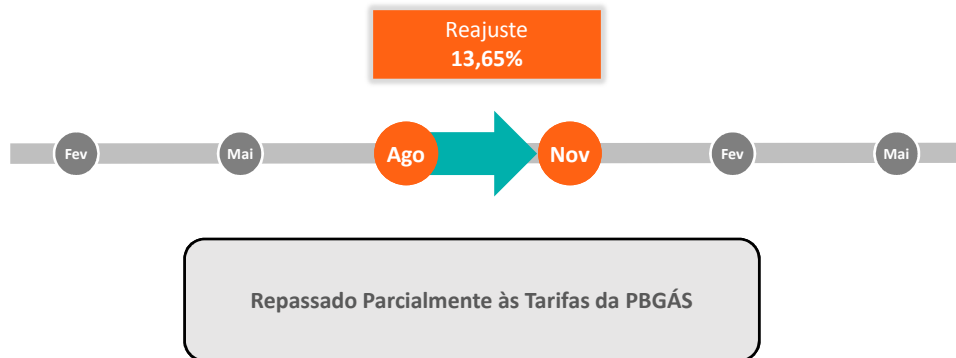 Reajuste
13,65%
Fev
Mai
Ago
Nov
Fev
Mai
Repassado Parcialmente às Tarifas da PBGÁS